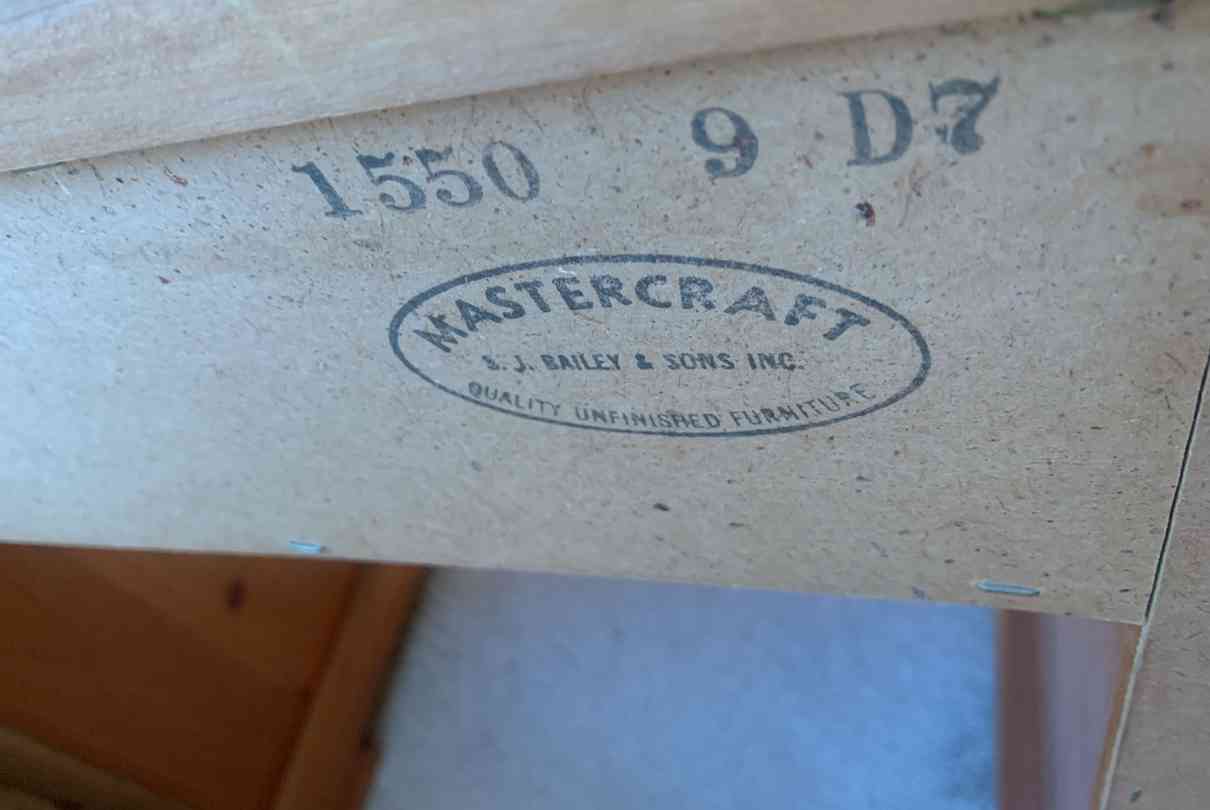 1550 9 D7
MASTERCRAFT
S. J. BAILEY & SONS INC.
QUALITY UNFINISHED FURNITURE